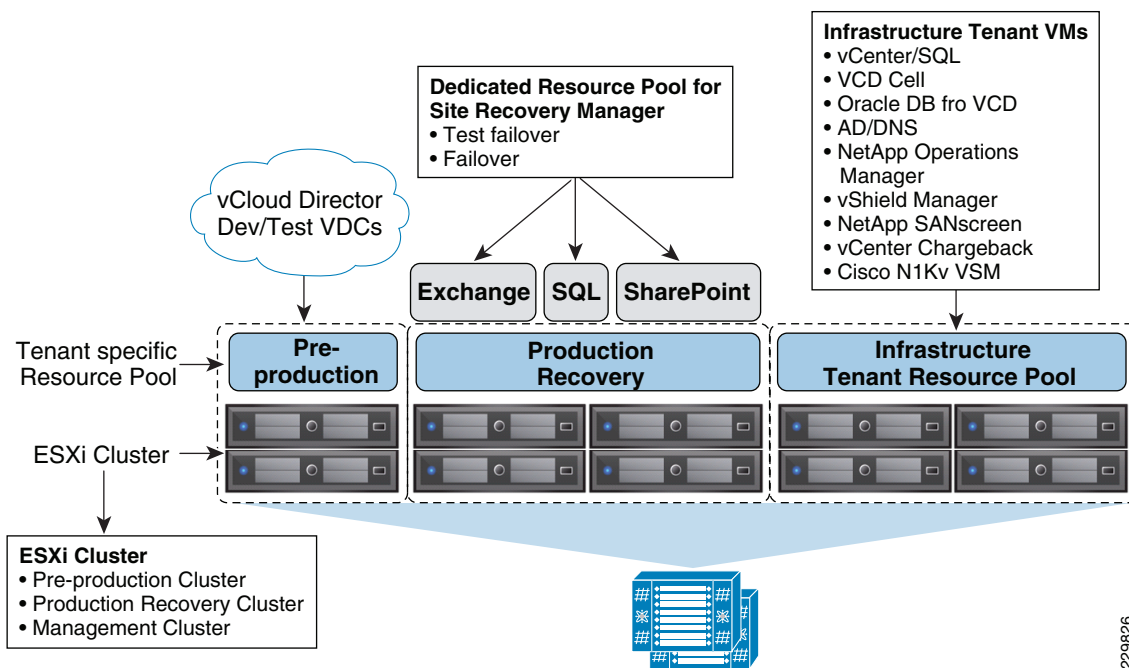 Infrastructure Tenant VMs
• vCenter/SQL
• VCD Cell
• Oracle DB fro VCD
• AD/DNS
• NetApp Operations
Manager
• vShield Manager
• NetApp SANscreen
• vCenter Chargeback
• Cisco N1Kv VSM
Dedicated Resource Pool for
Site Recovery Manager
• Test failover
• Failover
vCloud Director
Dev/Test VDCs
Exchange
SQL
SharePoint
Tenant specific
Resource Pool
Pre-
production
Production
Recovery
Infrastructure
Tenant Resource Pool
ESXi Cluster
ESXi Cluster
• Pre-production Cluster
• Production Recovery Cluster
• Management Cluster
229826